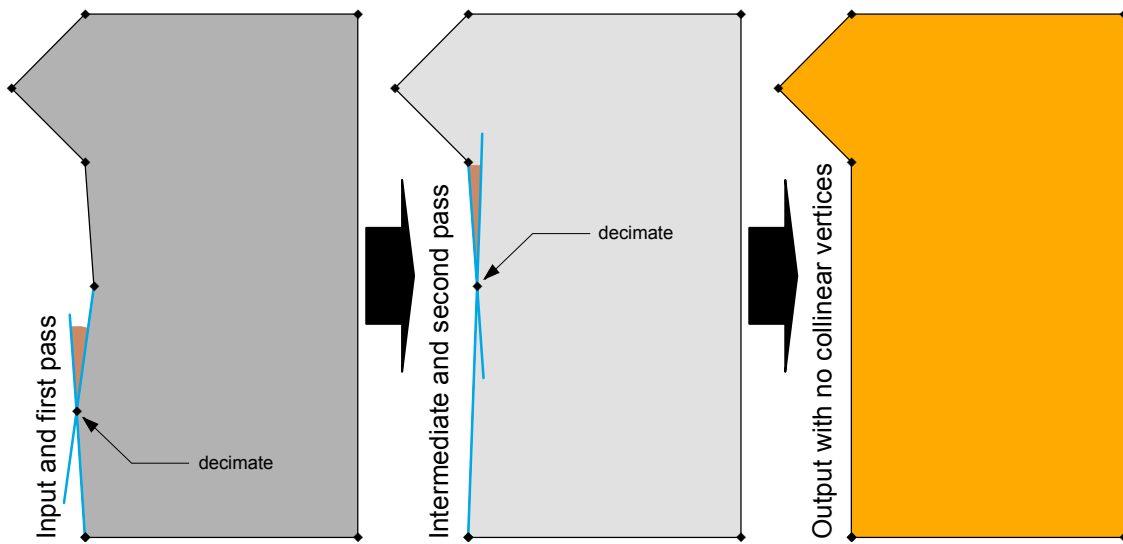 Input and first pass
decimate
Intermediate and second pass
decimate
Output with no collinear vertices